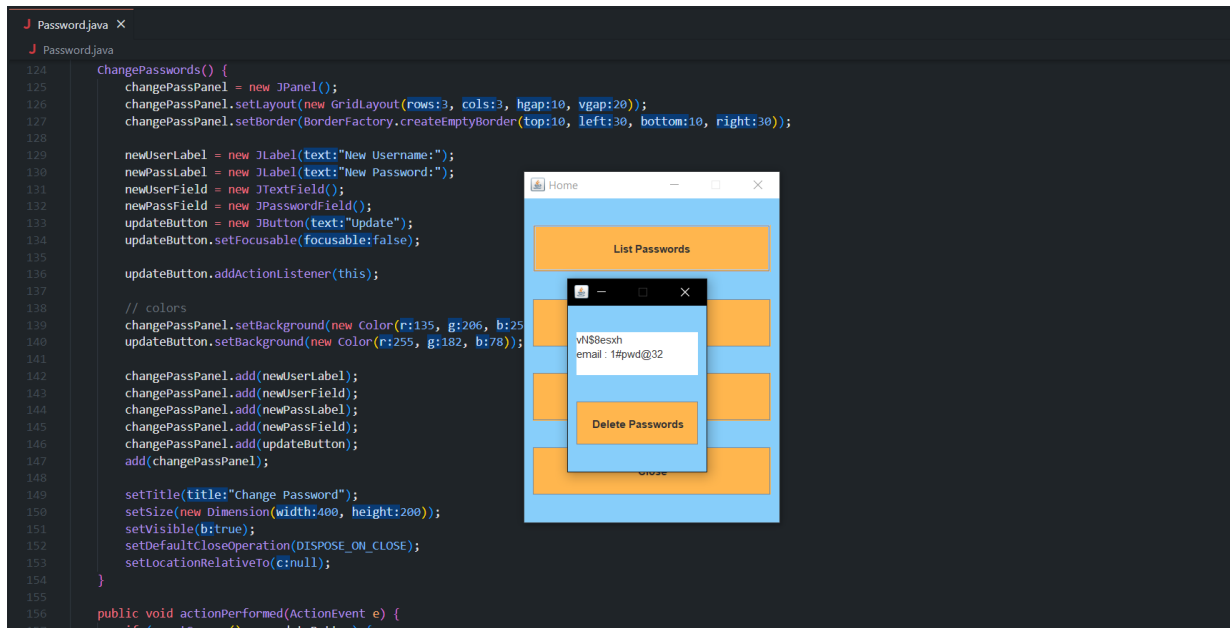 Password.java
Password.java
124 ChangePasswords() {
125 changePassPanel = new JPanel();
126 changePassPanel.setLayout(new GridLayout(rows:3, cols:3, hgap:10, vgap:20));
127 changePassPanel.setBorder(BorderFactory.createEmptyBorder(top:10, left:30, bottom:10, right:30));
128
129 newUserLabel = new JLabel(text:"New Username:");
130 newPassLabel = new JLabel(text:"New Password:");
131 newUserField = new JTextField();
132 newPassField = new JPasswordField();
133 updateButton = new JButton(text:"Update");
134 updateButton.setFocusable(focusable:false);
135
136 updateButton.addActionListener(this);
137
138 // colors
139 changePassPanel.setBackground(new Color(r:135, g:206, b:25
140 updateButton.setBackground(new Color(r:255, g:182, b:78));
141
142 changePassPanel.add(newUserLabel);
143 changePassPanel.add(newUserField);
144 changePassPanel.add(newPassLabel);
145 changePassPanel.add(newPassField);
146 changePassPanel.add(updateButton);
147 add(changePassPanel);
148
149 setTitle(title:"Change Password");
150 setSize(new Dimension(width:400, height:200));
151 setVisible(b:true);
152 setDefaultCloseOperation(DISPOSE_ON_CLOSE);
153 setLocationRelativeTo(c:null);
154 }
155
156 public void actionPerformed(ActionEvent e) {
Home
List Passwords
vN$8esxh
email : 1#pwd@32
Delete Passwords
Close